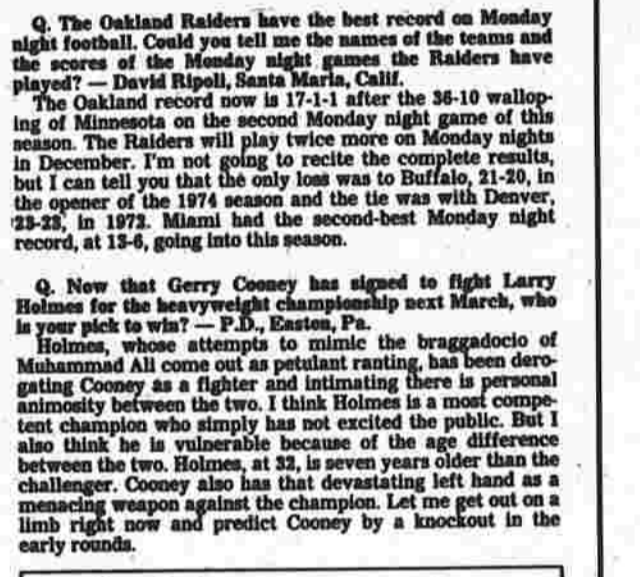 Q. The Oakland Raiders have the best record on Monday
night football. Could you tell me the names of the teams and
the scores of the Monday night games the Raiders have
played? — David Ripoli, Santa Maria, Calif.
The Oakland record now is 17-1-1 after the 36-10 wallop-
ing of Minnesota on the second Monday night game of this
season. The Raiders will play twice more on Monday nights
in December. I'm not going to recite the complete results,
but I can tell you that the only loss was to Buffalo, 21-20, in
the opener of the 1974 season and the tie was with Denver,
23-23, in 1973. Miami had the second-best Monday night
record, at 13-6, going into this season.
Q. Now that Gerry Cooney has signed to fight Larry
Holmes for the heavyweight championship next March, who
is your pick to win? — P.D., Easton, Pa.
Holmes, whose attempts to mimic the braggadocio of
Muhammad Ali come out as petulant ranting, has been dero-
gating Cooney as a fighter and intimating there is personal
animosity between the two. I think Holmes is a most compe-
tent champion who simply has not excited the public. But I
also think he is vulnerable because of the age difference
between the two. Holmes, at 32, is seven years older than the
challenger. Cooney also has that devastating left hand as a
menacing weapon against the champion. Let me get out on a
limb right now and predict Cooney by a knockout in the
early rounds.